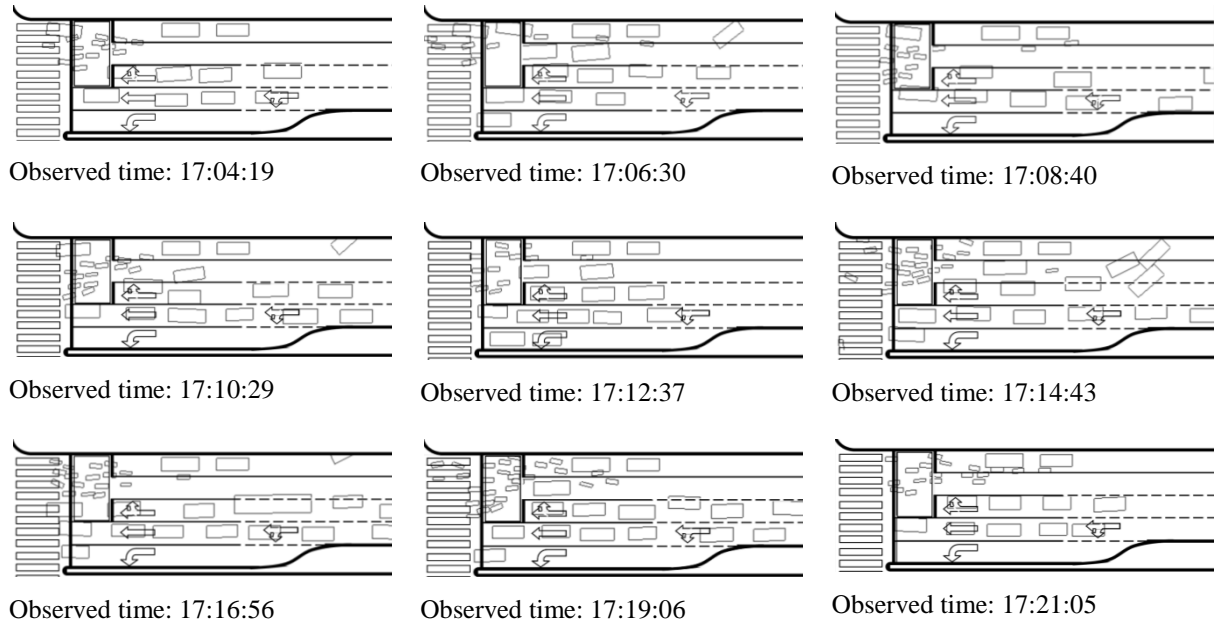 Observed time: 17:04:19
Observed time: 17:06:30
Observed time: 17:08:40
Observed time: 17:10:29
Observed time: 17:12:37
Observed time: 17:14:43
Observed time: 17:16:56
Observed time: 17:19:06
Observed time: 17:21:05